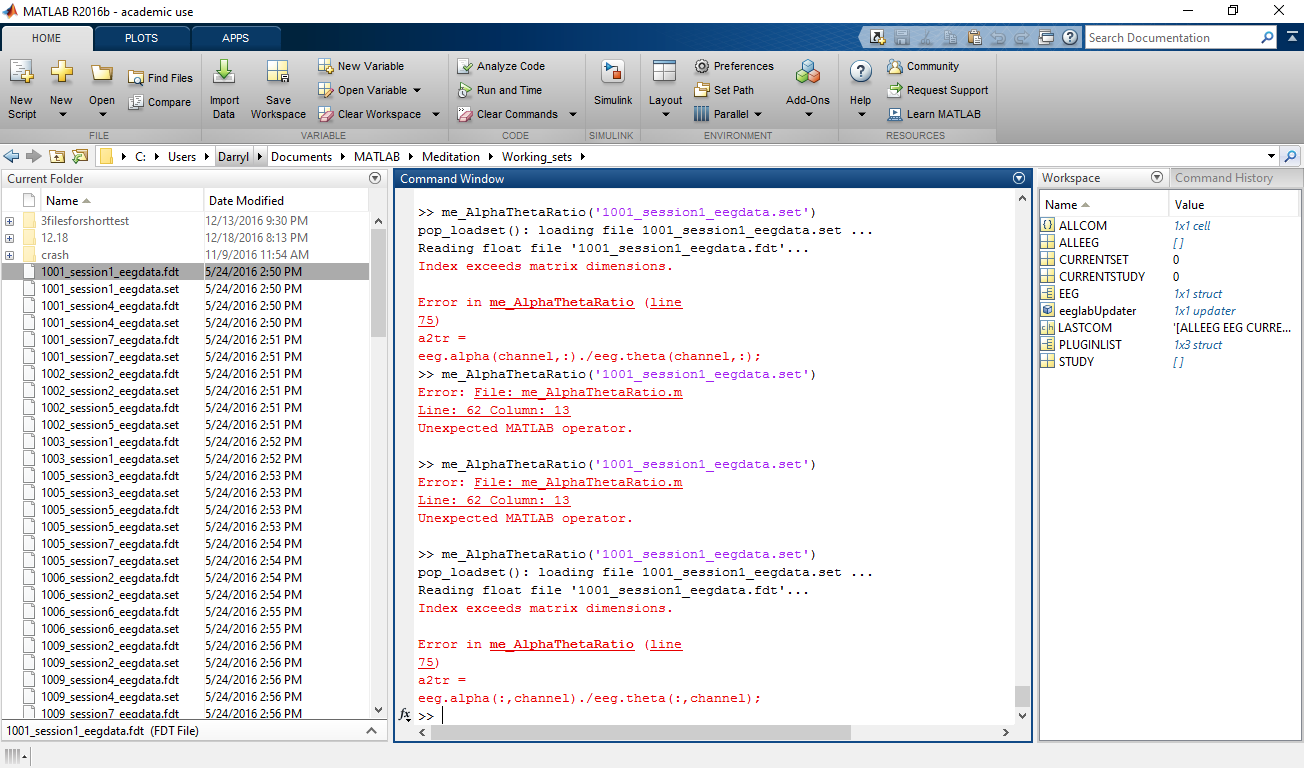 MATLAB R2016b - academic use
HOME PLOTS APPS
Search Documentation
New Script
New
Open
Find Files
Compare
FILE
Import Data
Save Workspace
New Variable
Open Variable
Clear Workspace
VARIABLE
Analyze Code
Run and Time
Clear Commands
CODE
Simulink
SIMULINK
Layout
Preferences
Set Path
Parallel
Add-Ons
ENVIRONMENT
Help
Community
Request Support
Learn MATLAB
RESOURCES
C: Users Darryl Documents MATLAB Meditation Working_sets
Current Folder
Name Date Modified
3filesforshorttest 12/13/2016 9:30 PM
12.18 12/18/2016 8:13 PM
crash 11/9/2016 11:54 AM
1001_session1_eegdata.fdt 5/24/2016 2:50 PM
1001_session1_eegdata.set 5/24/2016 2:50 PM
1001_session4_eegdata.fdt 5/24/2016 2:50 PM
1001_session4_eegdata.set 5/24/2016 2:50 PM
1001_session7_eegdata.fdt 5/24/2016 2:51 PM
1001_session7_eegdata.set 5/24/2016 2:51 PM
1002_session2_eegdata.fdt 5/24/2016 2:51 PM
1002_session2_eegdata.set 5/24/2016 2:51 PM
1002_session5_eegdata.fdt 5/24/2016 2:51 PM
1002_session5_eegdata.set 5/24/2016 2:51 PM
1003_session1_eegdata.fdt 5/24/2016 2:52 PM
1003_session1_eegdata.set 5/24/2016 2:52 PM
1005_session3_eegdata.fdt 5/24/2016 2:53 PM
1005_session3_eegdata.set 5/24/2016 2:53 PM
1005_session5_eegdata.fdt 5/24/2016 2:53 PM
1005_session5_eegdata.set 5/24/2016 2:53 PM
1005_session7_eegdata.fdt 5/24/2016 2:54 PM
1005_session7_eegdata.set 5/24/2016 2:54 PM
1006_session2_eegdata.fdt 5/24/2016 2:54 PM
1006_session2_eegdata.set 5/24/2016 2:54 PM
1006_session6_eegdata.fdt 5/24/2016 2:55 PM
1006_session6_eegdata.set 5/24/2016 2:55 PM
1009_session2_eegdata.fdt 5/24/2016 2:56 PM
1009_session2_eegdata.set 5/24/2016 2:56 PM
1009_session4_eegdata.fdt 5/24/2016 2:56 PM
1009_session4_eegdata.set 5/24/2016 2:56 PM
1009_session7_eegdata.fdt 5/24/2016 2:56 PM
1001_session1_eegdata.fdt (FDT File)
Command Window
>> me_AlphaThetaRatio('1001_session1_eegdata.set')
pop_loadset(): loading file 1001_session1_eegdata.set ...
Reading float file '1001_session1_eegdata.fdt'...
Index exceeds matrix dimensions.
Error in me_AlphaThetaRatio (line
75)
a2tr =
eeg.alpha(channel,:)./eeg.theta(channel,:);
>> me_AlphaThetaRatio('1001_session1_eegdata.set')
Error: File: me_AlphaThetaRatio.m
Line: 62 Column: 13
Unexpected MATLAB operator.
>> me_AlphaThetaRatio('1001_session1_eegdata.set')
Error: File: me_AlphaThetaRatio.m
Line: 62 Column: 13
Unexpected MATLAB operator.
>> me_AlphaThetaRatio('1001_session1_eegdata.set')
pop_loadset(): loading file 1001_session1_eegdata.set ...
Reading float file '1001_session1_eegdata.fdt'...
Index exceeds matrix dimensions.
Error in me_AlphaThetaRatio (line
75)
a2tr =
eeg.alpha(:,channel)./eeg.theta(:,channel);
fx >>
Workspace Command History
Name Value
ALLCOM 1x1 cell
ALLEEG []
CURRENTSET 0
CURRENTSTUDY 0
EEG 1x1 struct
eeglabUpdater 1x1 updater
LASTCOM '[ALLEEG EEG CURRE...
PLUGINLIST 1x3 struct
STUDY []